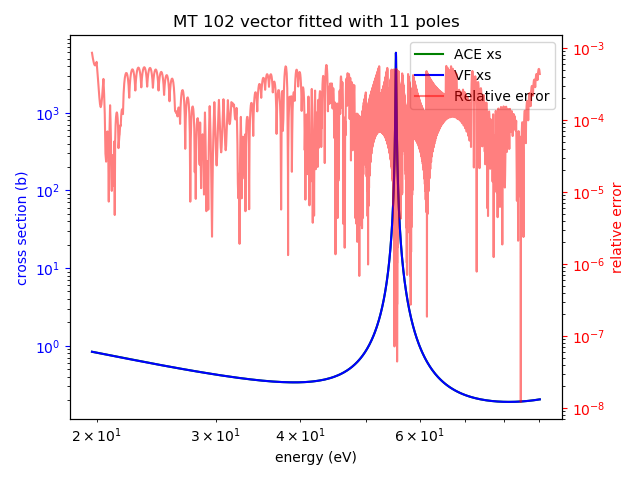 MT 102 vector fitted with 11 poles
ACE xs
VF xs
Relative error
cross section (b)
10³
10²
10¹
10⁰
10⁻³
10⁻⁴
10⁻⁵
10⁻⁶
10⁻⁷
10⁻⁸
relative error
2 × 10¹
3 × 10¹
4 × 10¹
6 × 10¹
energy (eV)